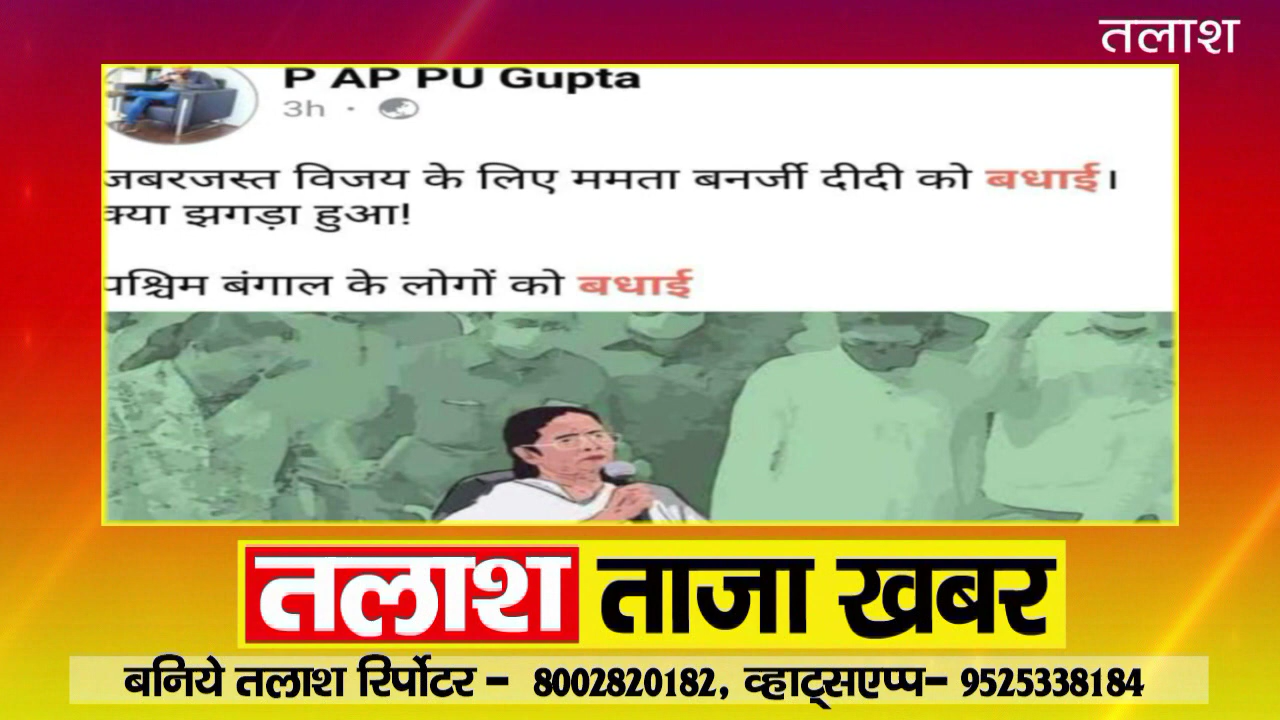 तलाश
P AP PU Gupta
3h ·
जबरजस्त विजय के लिए ममता बनर्जी दीदी को बधाई।
क्या झगड़ा हुआ!
पश्चिम बंगाल के लोगों को बधाई
तलाश ताजा खबर
बनिये तलाश रिर्पोटर - 8002820182, व्हाट्सएप्प- 9525338184